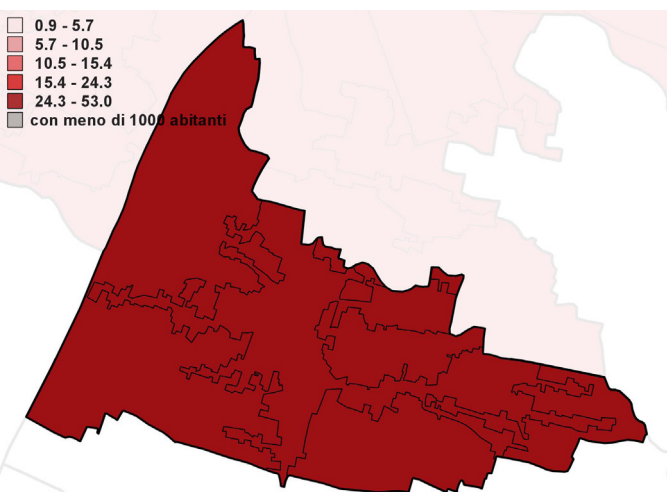 0.9 - 5.7
5.7 - 10.5
10.5 - 15.4
15.4 - 24.3
24.3 - 53.0
con meno di 1000 abitanti